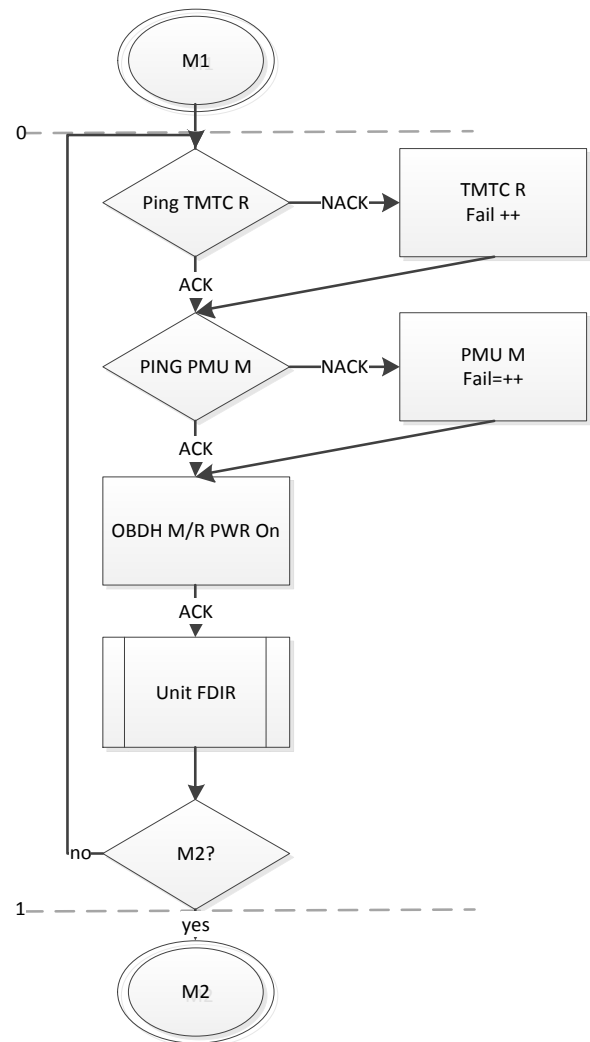 M1
0
Ping TMTC R
NACK
TMTC R
Fail ++
ACK
PING PMU M
NACK
PMU M
Fail=++
ACK
OBDH M/R PWR On
ACK
Unit FDIR
no
M2?
1
yes
M2